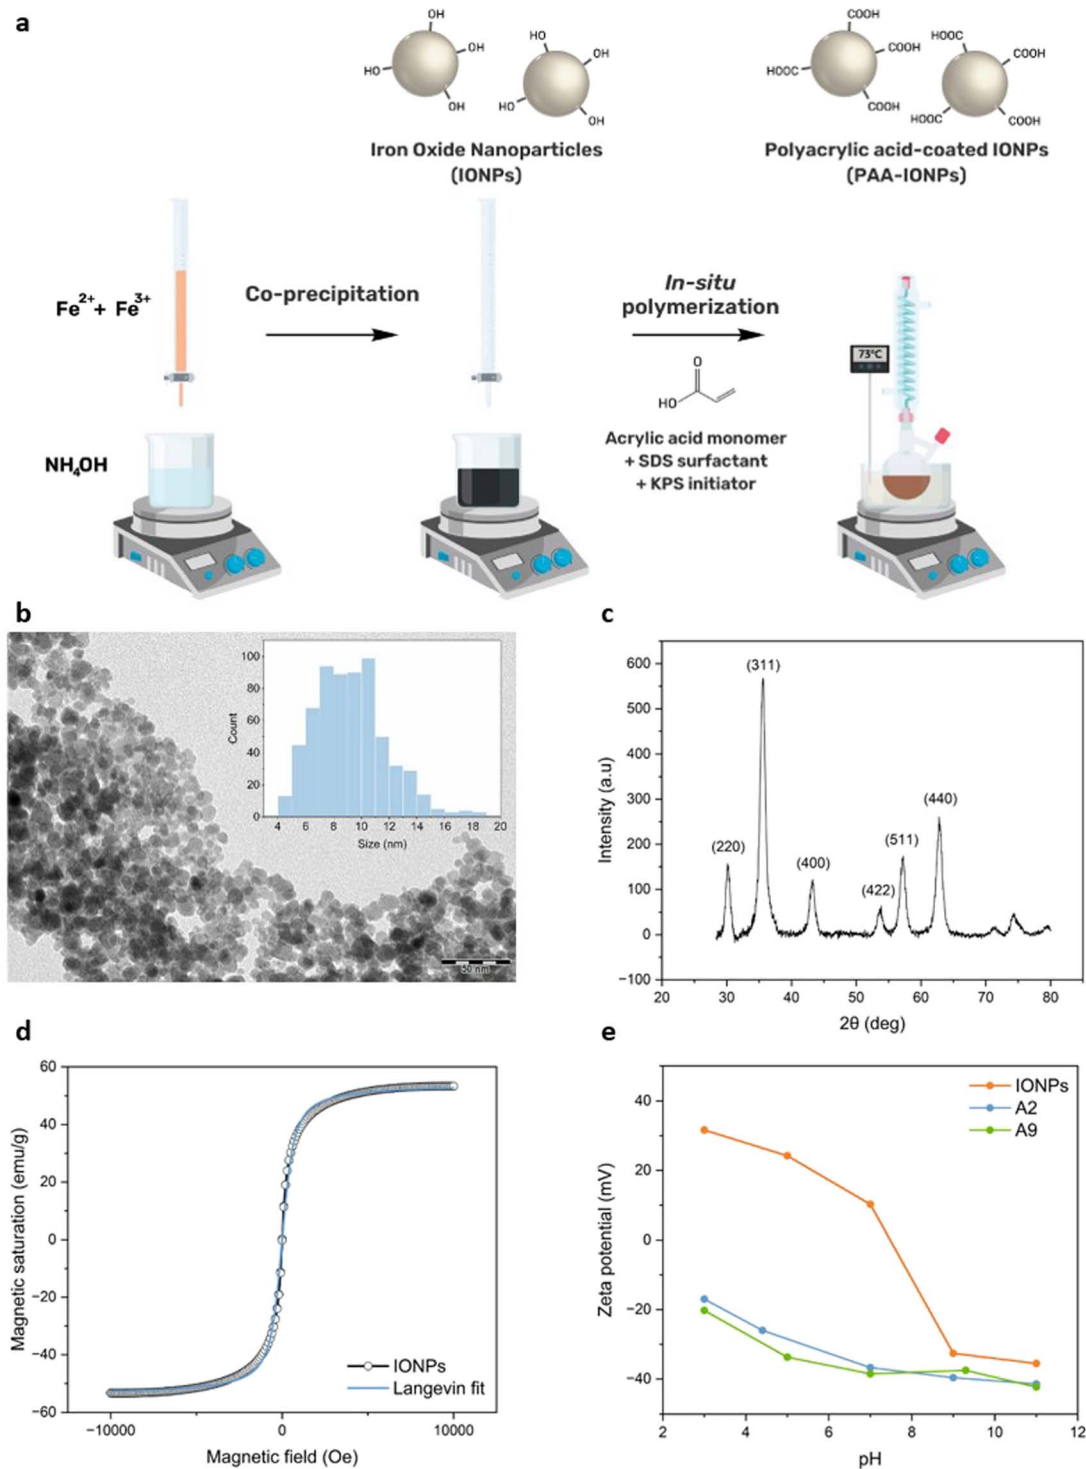 a
OH
OH
HO
OH
HO
OH
HO
OH
Iron Oxide Nanoparticles
(IONPs)
COOH
COOH
HOOC
COOH
HOOC
COOH
HOOC
COOH
Polyacrylic acid-coated IONPs
(PAA-IONPs)
Fe2+ + Fe3+
NH4OH
Co-precipitation
In-situ
polymerization
O
HO
Acrylic acid monomer
+ SDS surfactant
+ KPS initiator
73°C
b
100
80
60
40
20
0
Count
4 6 8 10 12 14 16 18 20
Size (nm)
50 nm
c
600
500
400
300
200
100
0
−100
Intensity (a.u)
(220)
(311)
(400)
(422)
(511)
(440)
20 30 40 50 60 70 80
2θ (deg)
d
60
40
20
0
−20
−40
−60
Magnetic saturation (emu/g)
IONPs
Langevin fit
−10000 0 10000
Magnetic field (Oe)
e
40
20
0
−20
−40
Zeta potential (mV)
IONPs
A2
A9
2 4 6 8 10 12
pH